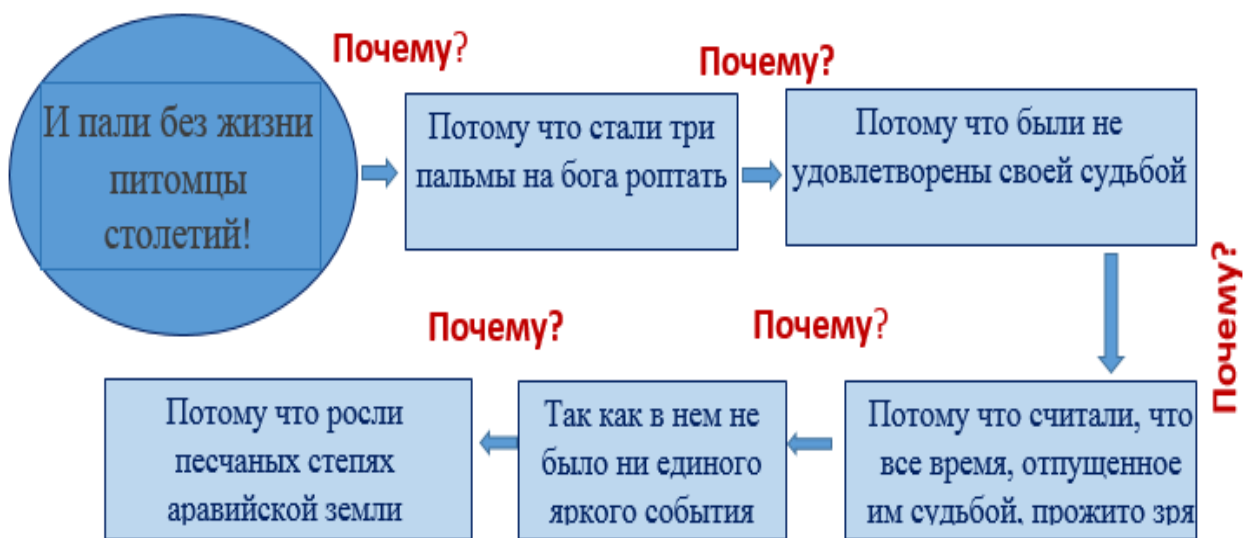 Почему?
И пали без жизни
питомцы
столетий!
Потому что стали три
пальмы на бога роптать
Почему?
Потому что были не
удовлетворены своей судьбой
Почему?
Потому что считали, что
все время, отпущенное
им судьбой, прожито зря
Почему?
Так как в нем не
было ни единого
яркого события
Почему?
Потому что росли
песчаных степях
аравийской земли